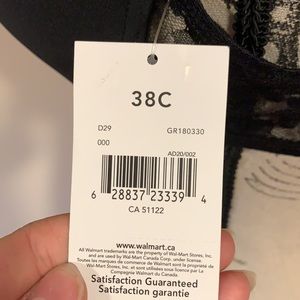 38C
D29 GR180330
000
AD20/002
6 28837 23339 4
CA 51122
www.walmart.ca
All Walmart trademarks are the property of Wal-Mart Stores, Inc.
and are used by Wal-Mart Canada Corp. under license.
Toutes les marques de commerce de Walmart sont la propriété de
Wal-Mart Stores, Inc. et sont utilisées sous licence par La
Compagnie Wal-Mart du Canada.
Satisfaction Guaranteed
Satisfaction garantie